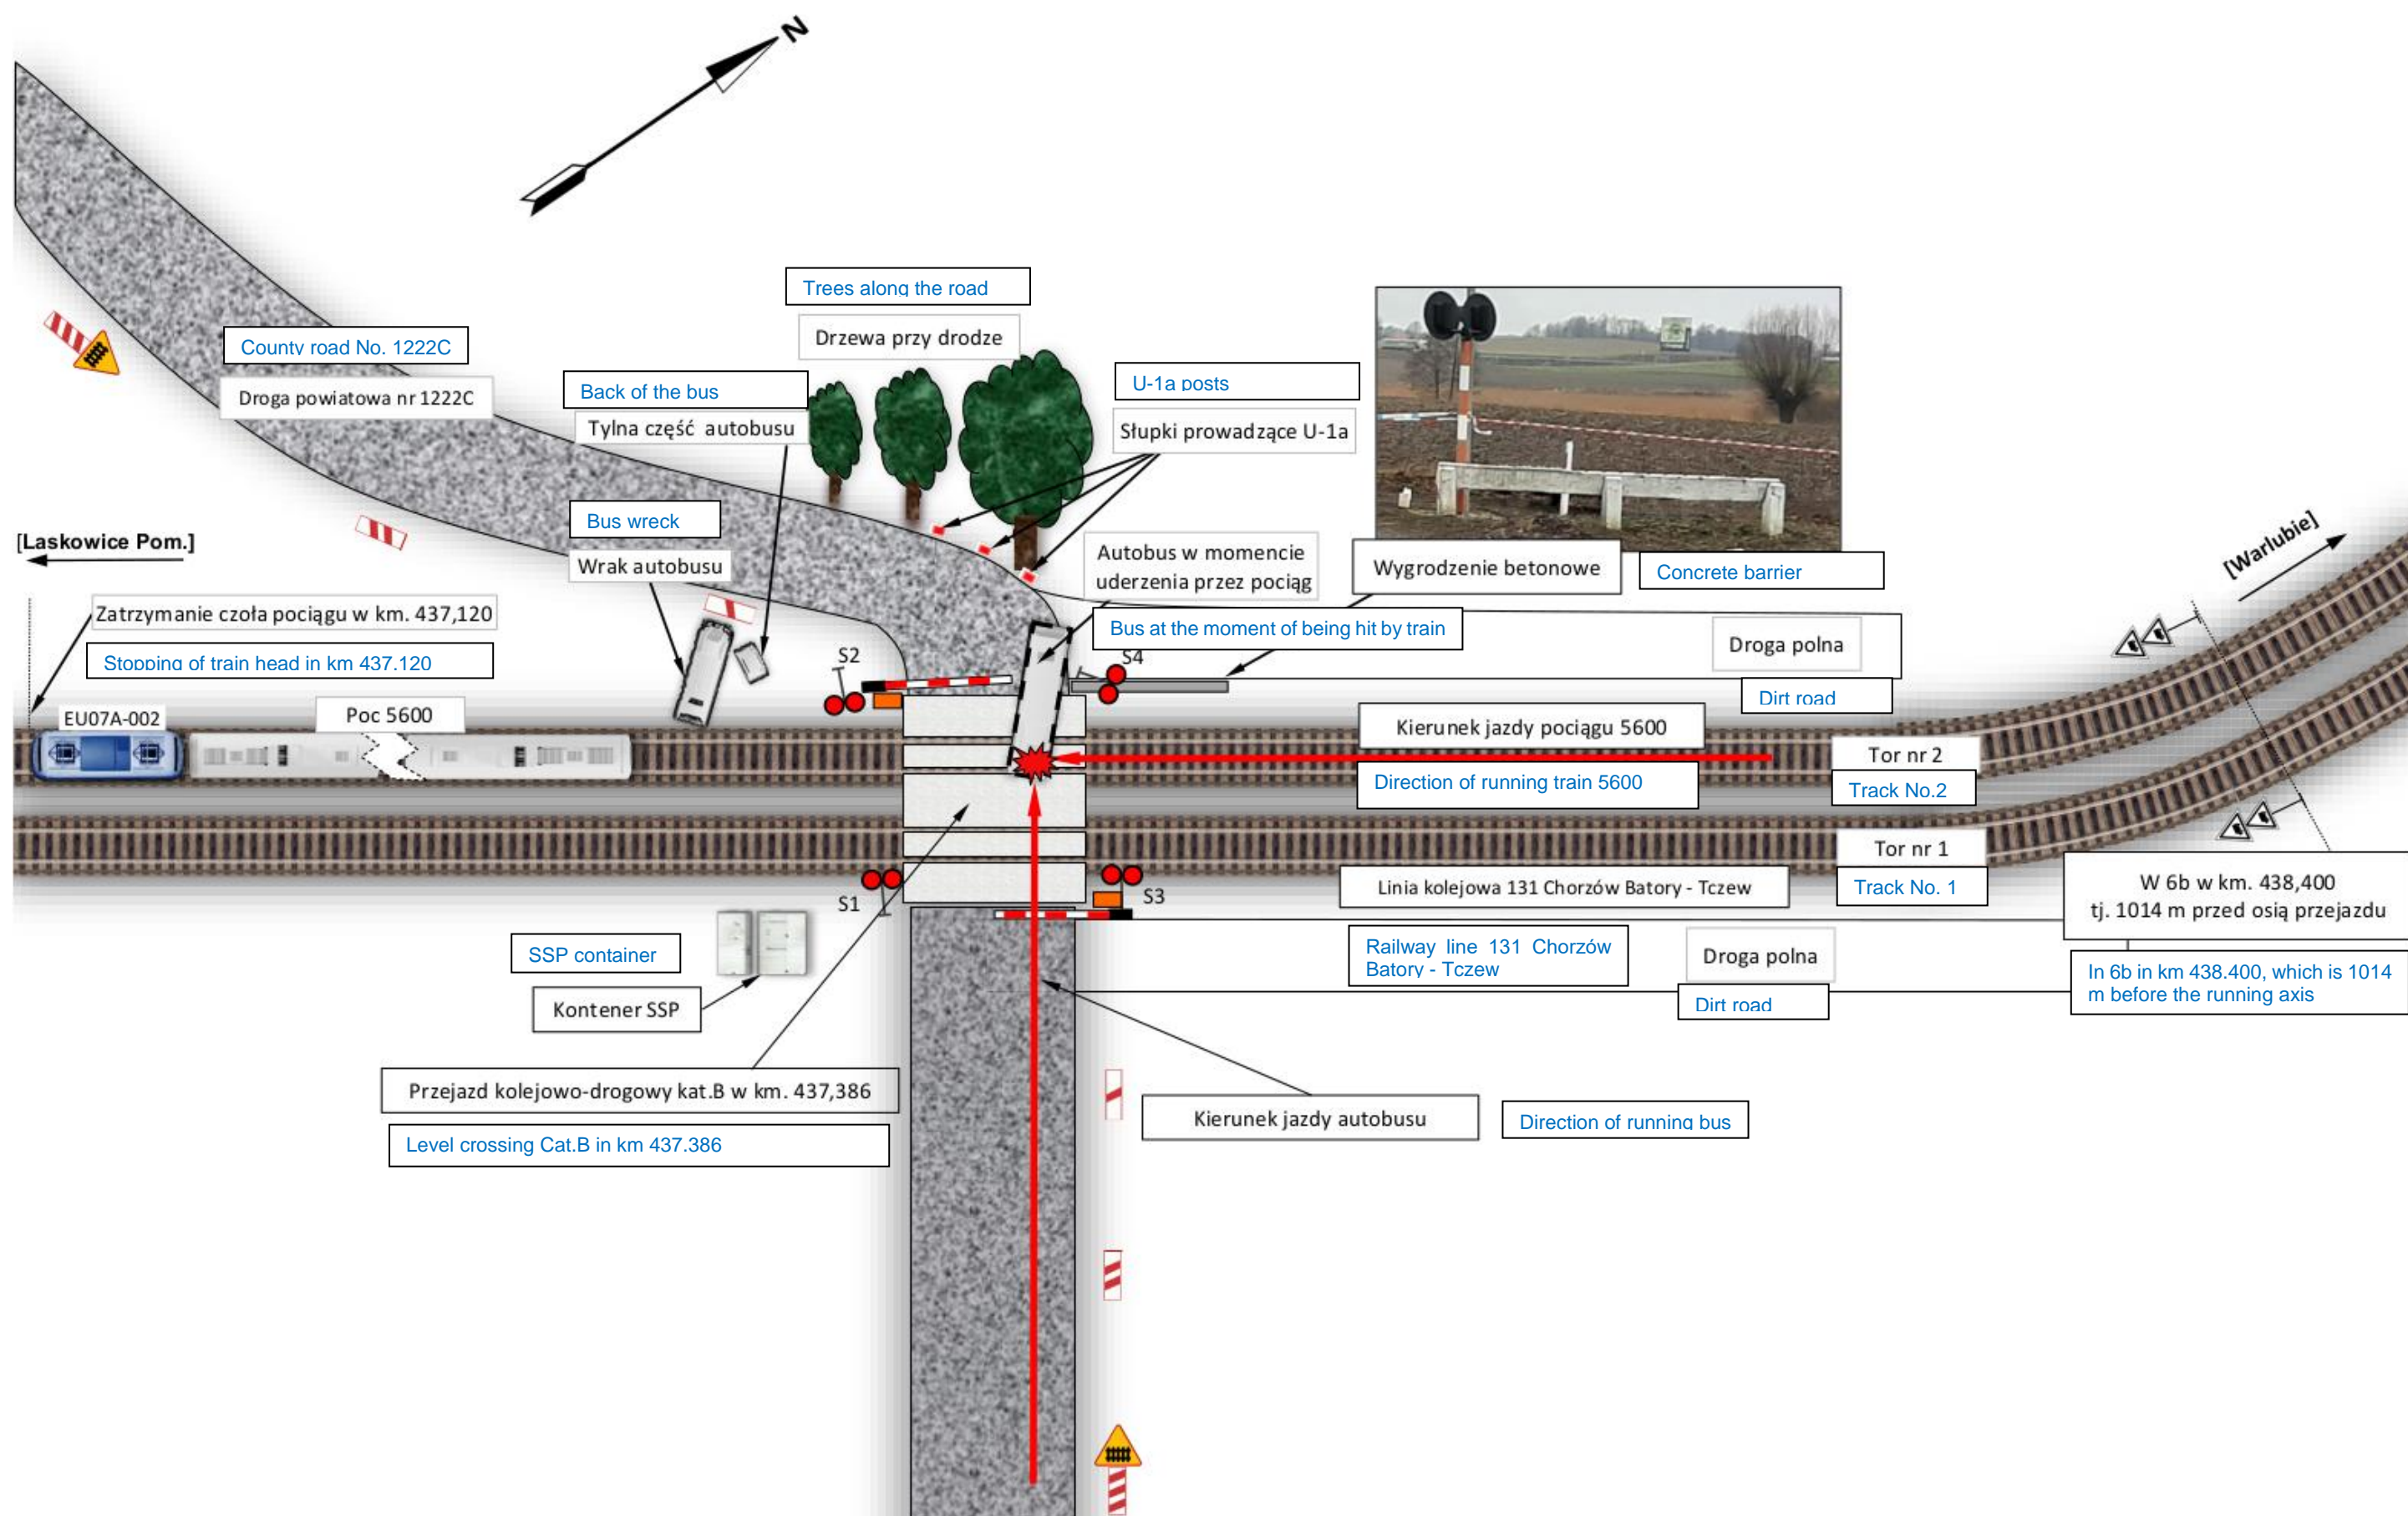 N
Trees along the road
Drzewa przy drodze
County road No. 1222C
Droga powiatowa nr 1222C
Back of the bus
Tylna część autobusu
U-1a posts
Słupki prowadzące U-1a
Bus wreck
Wrak autobusu
[Laskowice Pom.]
Autobus w momencie
uderzenia przez pociąg
Bus at the moment of being hit by train
Wygrodzenie betonowe
Concrete barrier
[Warlubie]
Zatrzymanie czoła pociągu w km. 437,120
Stopping of train head in km 437.120
S2
S4
Droga polna
Dirt road
EU07A-002
Poc 5600
Kierunek jazdy pociągu 5600
Direction of running train 5600
Tor nr 2
Track No.2
Tor nr 1
Track No. 1
Linia kolejowa 131 Chorzów Batory - Tczew
Railway line 131 Chorzów
Batory - Tczew
W 6b w km. 438,400
tj. 1014 m przed osią przejazdu
In 6b in km 438.400, which is 1014
m before the running axis
S1
S3
SSP container
Kontener SSP
Droga polna
Dirt road
Przejazd kolejowo-drogowy kat.B w km. 437,386
Level crossing Cat.B in km 437.386
Kierunek jazdy autobusu
Direction of running bus